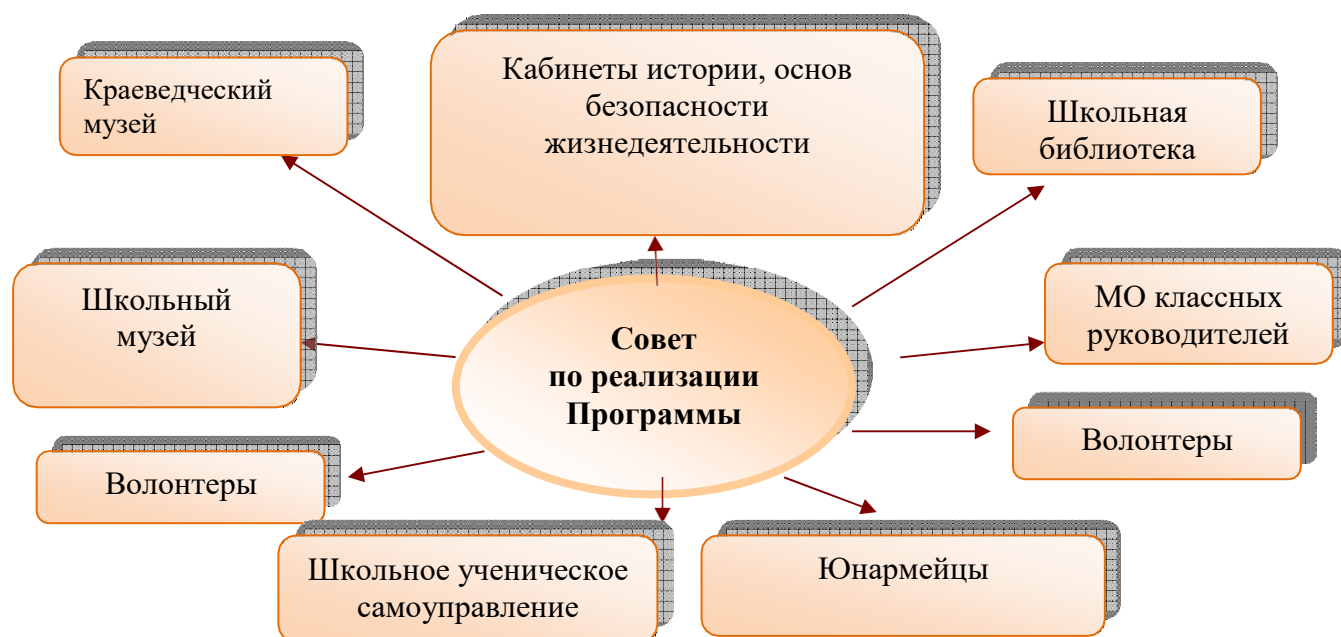 Краеведческий
музей
Кабинеты истории, основ
безопасности
жизнедеятельности
Школьная
библиотека
Школьный
музей
Совет
по реализации
Программы
МО классных
руководителей
Волонтеры
Волонтеры
Школьное ученическое
самоуправление
Юнармейцы